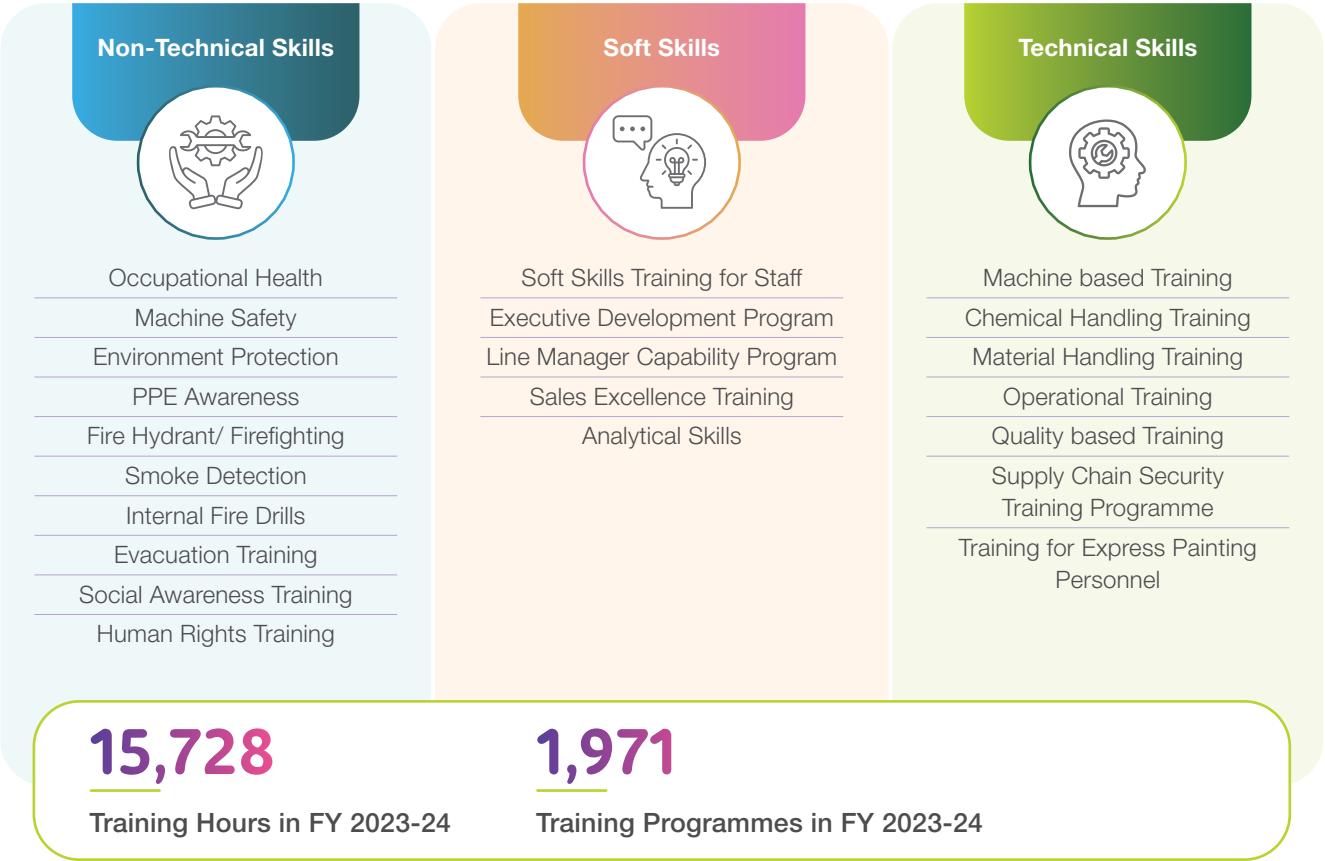 Non-Technical Skills
Occupational Health
Machine Safety
Environment Protection
PPE Awareness
Fire Hydrant/ Firefighting
Smoke Detection
Internal Fire Drills
Evacuation Training
Social Awareness Training
Human Rights Training
Soft Skills
Soft Skills Training for Staff
Executive Development Program
Line Manager Capability Program
Sales Excellence Training
Analytical Skills
Technical Skills
Machine based Training
Chemical Handling Training
Material Handling Training
Operational Training
Quality based Training
Supply Chain Security
Training Programme
Training for Express Painting
Personnel
15,728
Training Hours in FY 2023-24
1,971
Training Programmes in FY 2023-24